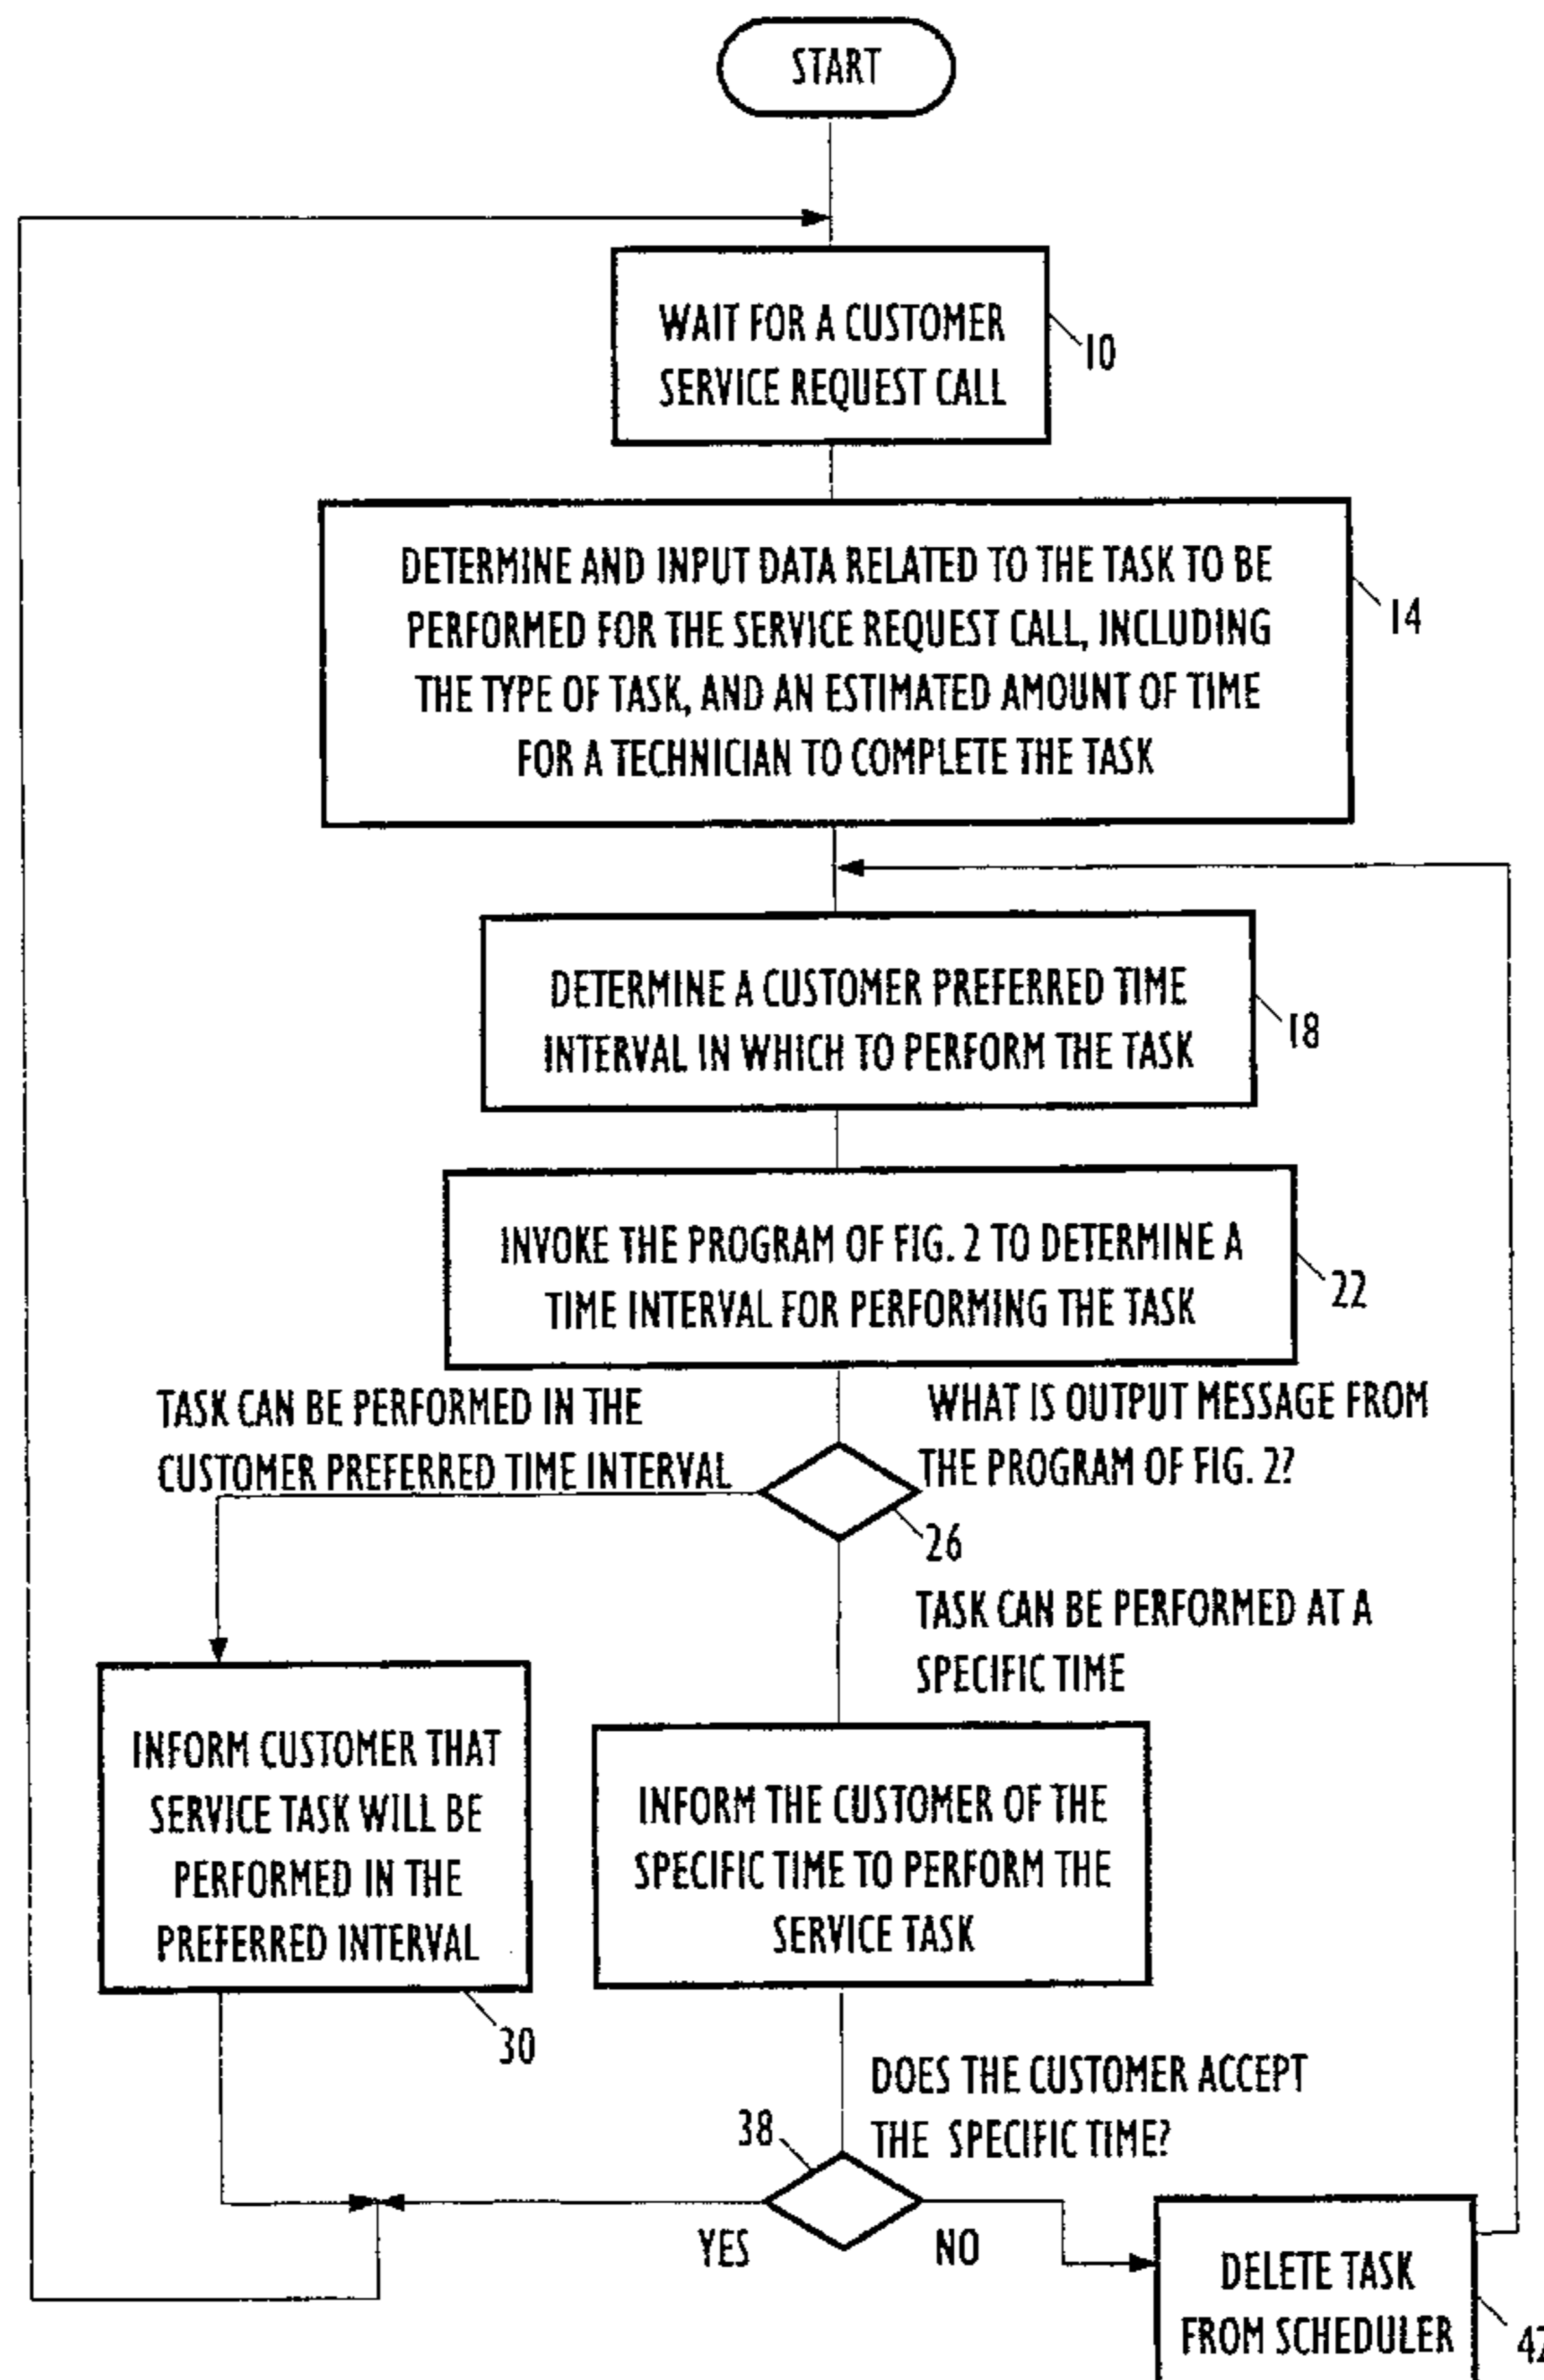 START
WAIT FOR A CUSTOMER
SERVICE REQUEST CALL
10
DETERMINE AND INPUT DATA RELATED TO THE TASK TO BE
PERFORMED FOR THE SERVICE REQUEST CALL, INCLUDING
THE TYPE OF TASK, AND AN ESTIMATED AMOUNT OF TIME
FOR A TECHNICIAN TO COMPLETE THE TASK
14
DETERMINE A CUSTOMER PREFERRED TIME
INTERVAL IN WHICH TO PERFORM THE TASK
18
INVOKE THE PROGRAM OF FIG. 2 TO DETERMINE A
TIME INTERVAL FOR PERFORMING THE TASK
22
TASK CAN BE PERFORMED IN THE
CUSTOMER PREFERRED TIME INTERVAL
WHAT IS OUTPUT MESSAGE FROM
THE PROGRAM OF FIG. 2?
26
TASK CAN BE PERFORMED AT A
SPECIFIC TIME
INFORM CUSTOMER THAT
SERVICE TASK WILL BE
PERFORMED IN THE
PREFERRED INTERVAL
30
INFORM THE CUSTOMER OF THE
SPECIFIC TIME TO PERFORM THE
SERVICE TASK
DOES THE CUSTOMER ACCEPT
THE SPECIFIC TIME?
38
YES
NO
DELETE TASK
FROM SCHEDULER
42